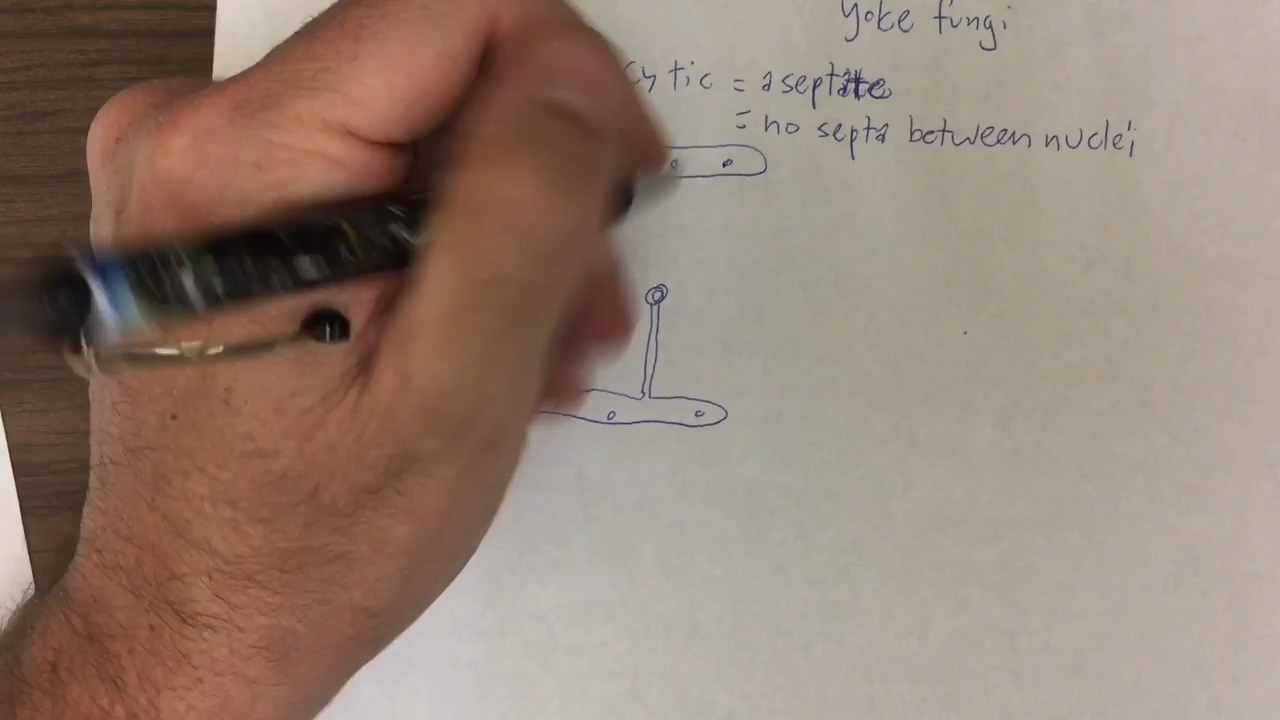 Yoke fungi
cytic = aseptate
= no septa between nuclei